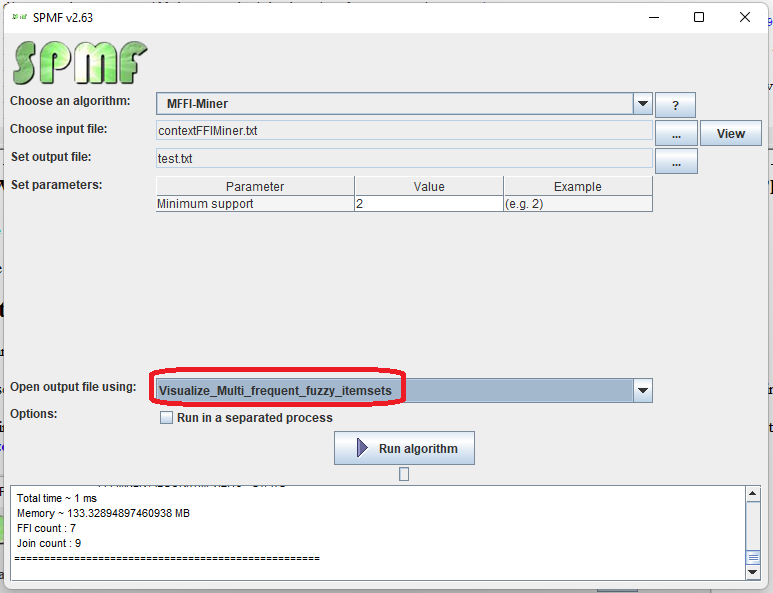 SPMF v2.63
SPMF
Choose an algorithm:
MFFI-Miner
?
Choose input file:
contextFFIMiner.txt
...
View
Set output file:
test.txt
...
Set parameters:
Parameter Value Example
Minimum support 2 (e.g. 2)
Open output file using:
Visualize_Multi_frequent_fuzzy_itemsets
Options:
Run in a separated process
Run algorithm
Total time ~ 1 ms
Memory ~ 133.32894897460938 MB
FFI count : 7
Join count : 9
================================================